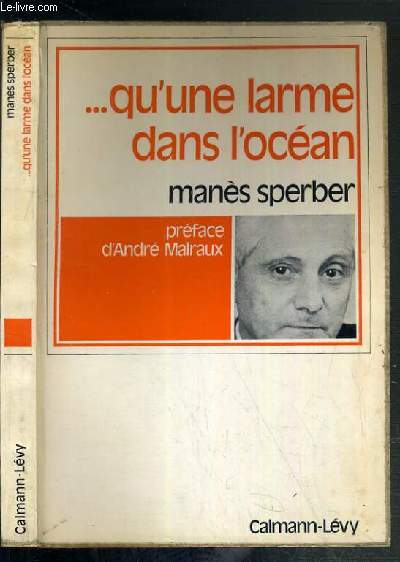 Le-livre.com
manès sperber
...qu'une larme dans l'océan
Calmann-Lévy
...qu'une larme
dans l'océan
manès sperber
préface
d'André Malraux
Calmann-Lévy